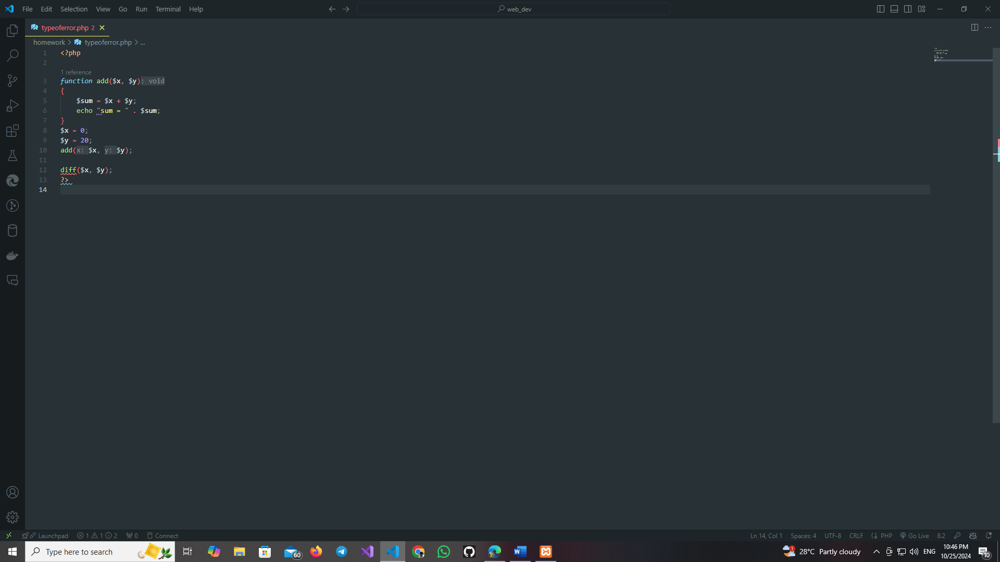 File Edit Selection View Go Run Terminal Help
web_dev
typeoferror.php 2
homework > typeoferror.php > ...
1 <?php
2
1 reference
3 function add($x, $y): void
4 {
5 $sum = $x + $y;
6 echo "sum = " . $sum;
7 }
8 $x = 0;
9 $y = 20;
10 add(x: $x, y: $y);
11
12 diff($x, $y);
13 ?>
14
Launchpad 1 1 2 0 Connect
Ln 14, Col 1 Spaces: 4 UTF-8 CRLF PHP Go Live 8.2
Type here to search
60
1 28°C Partly cloudy ENG
10:46 PM
10/25/2024
10